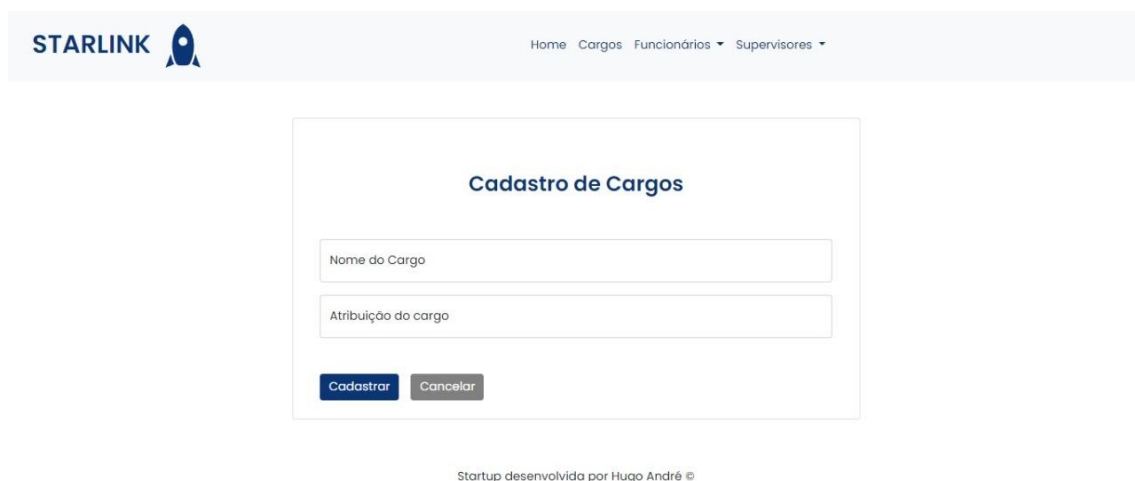 STARLINK
Home Cargos Funcionários Supervisores
Cadastro de Cargos
Nome do Cargo
Atribuição do cargo
Cadastrar Cancelar
Startup desenvolvida por Hugo André ©